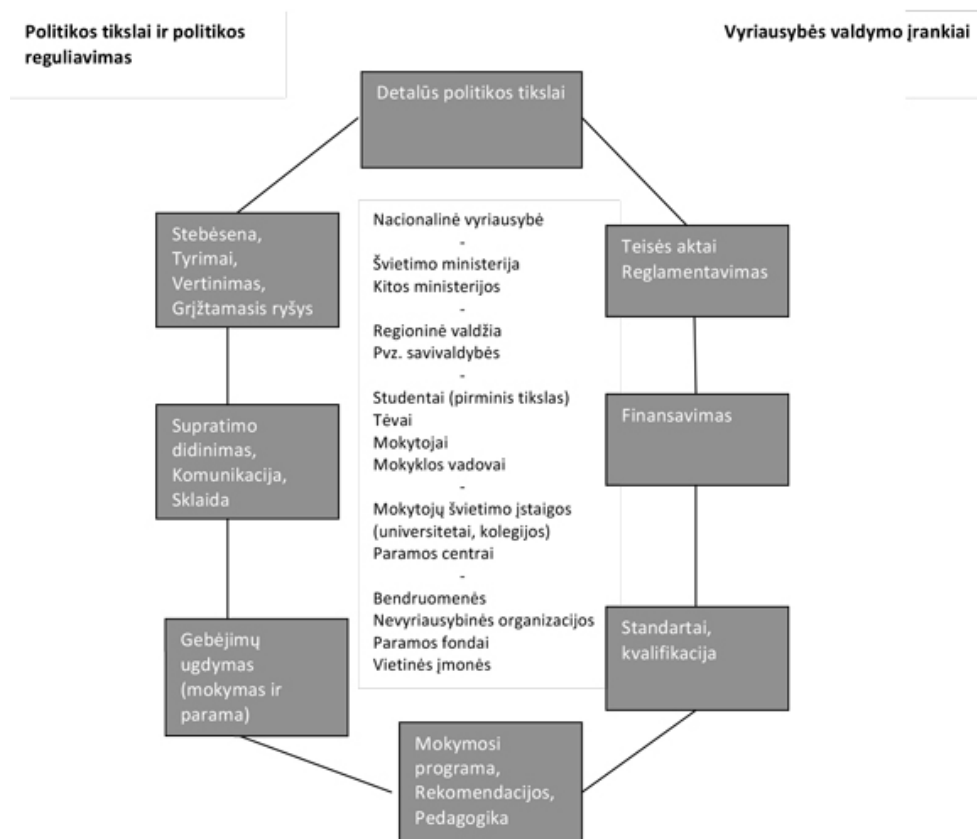 Politikos tikslai ir politikos
reguliavimas
Vyriausybės valdymo įrankiai
Detalūs politikos tikslai
Stebėsena,
Tyrimai,
Vertinimas,
Grįžtamasis ryšys
Nacionalinė vyriausybė
-
Švietimo ministerija
Kitos ministerijos
-
Regioninė valdžia
Pvz. savivaldybės
-
Studentai (pirminis tikslas)
Tėvai
Mokytojai
Mokyklos vadovai
-
Mokytojų švietimo įstaigos
(universitetai, kolegijos)
Paramos centrai
-
Bendruomenės
Nevyriausybinės organizacijos
Paramos fondai
Vietinės įmonės
Teisės aktai
Reglamentavimas
Supratimo
didinimas,
Komunikacija,
Sklaida
Finansavimas
Gebėjimų
ugdymas
(mokymas ir
parama)
Standartai,
kvalifikacija
Mokymosi
programa,
Rekomendacijos,
Pedagogika